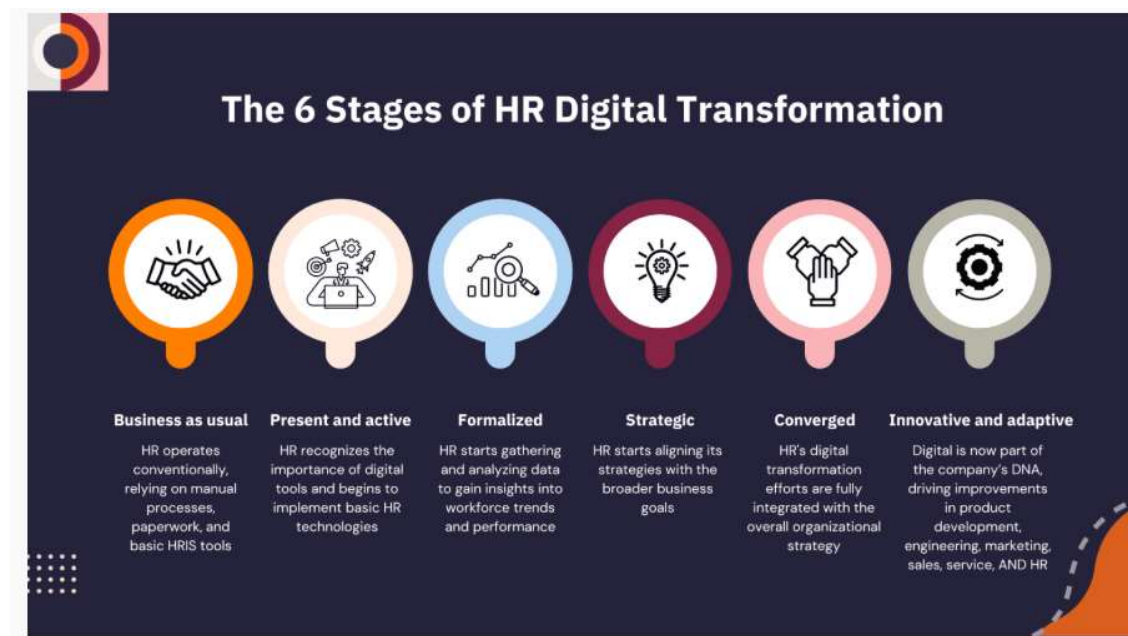 The 6 Stages of HR Digital Transformation
Business as usual
HR operates
conventionally,
relying on manual
processes,
paperwork, and
basic HRIS tools
Present and active
HR recognizes the
importance of digital
tools and begins to
implement basic HR
technologies
Formalized
HR starts gathering
and analyzing data
to gain insights into
workforce trends
and performance
Strategic
HR starts aligning its
strategies with the
broader business
goals
Converged
HR's digital
transformation
efforts are fully
integrated with the
overall organizational
strategy
Innovative and adaptive
Digital is now part of
the company's DNA,
driving improvements
in product
development,
engineering, marketing,
sales, service, AND HR